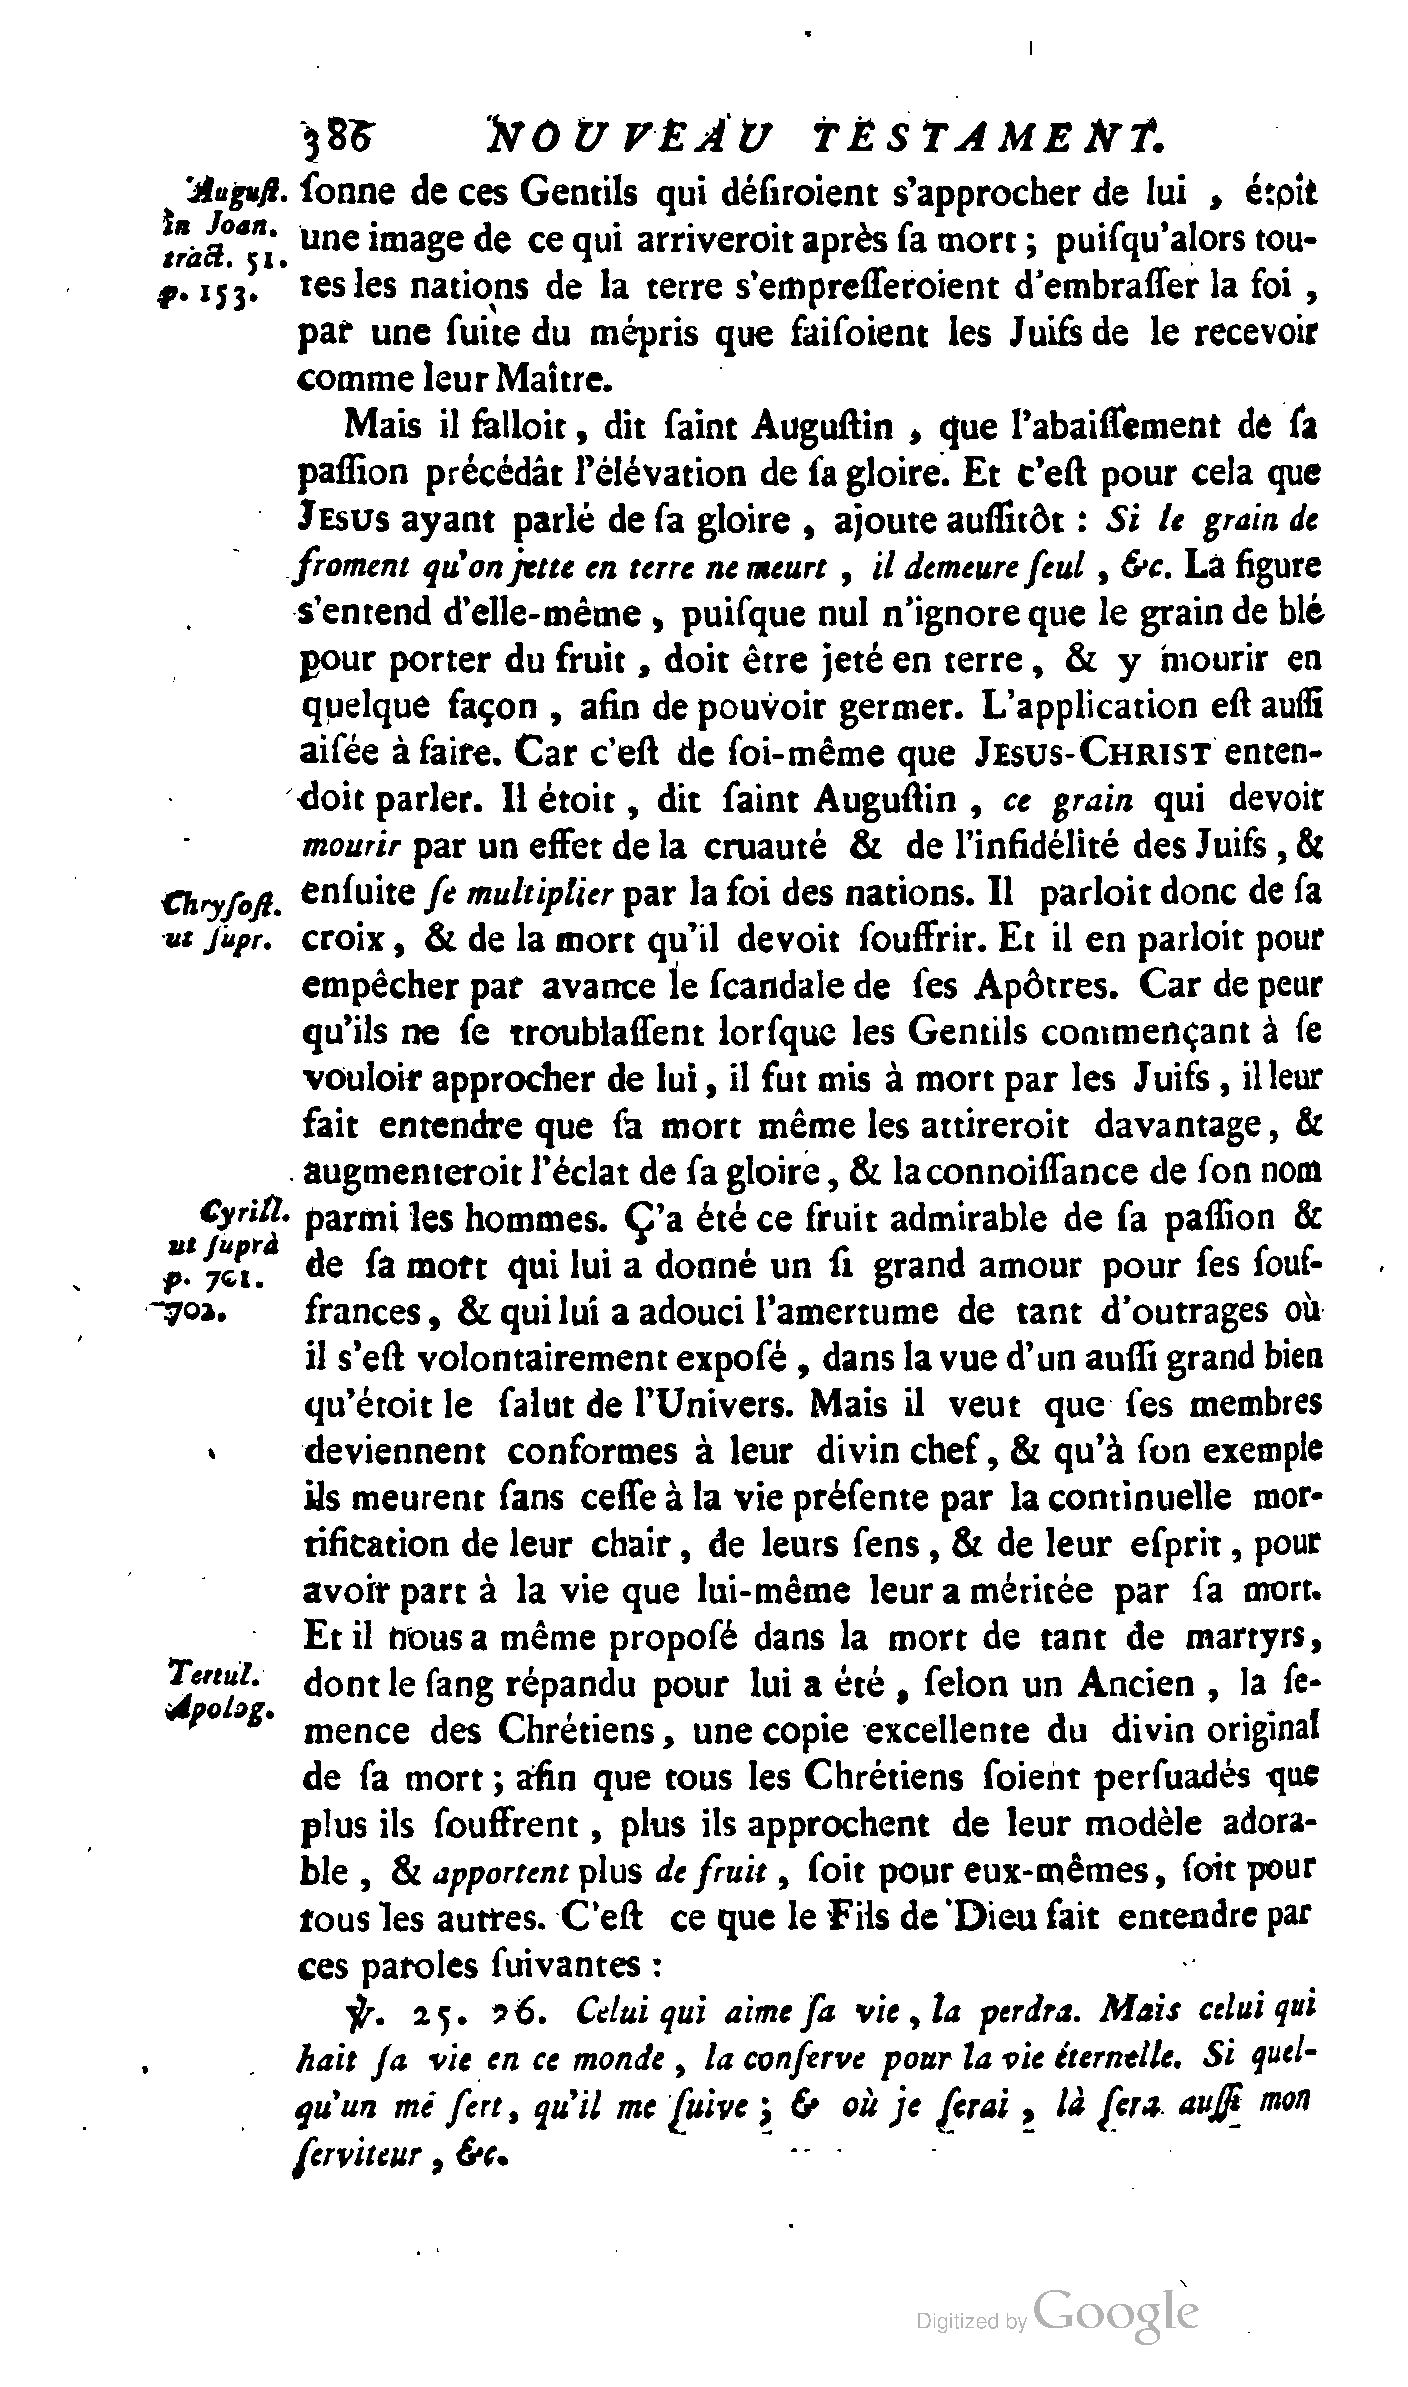 386 NOUVEAU TESTAMENT.
August. ſonne de ces Gentils qui déſiroient s'approcher de lui , étoit
in Joan. une image de ce qui arriveroit après ſa mort ; puiſqu'alors tou-
tract. 51.
p. 153. tes les nations de la terre s'empreſſeroient d'embraſſer la foi ,
par une ſuite du mépris que faiſoient les Juifs de le recevoir
comme leur Maître.
Mais il falloit , dit ſaint Auguſtin , que l'abaiſſement de ſa
paſſion précédât l'élévation de ſa gloire. Et c'eſt pour cela que
JESUS ayant parlé de ſa gloire , ajoute auſſitôt : Si le grain de
froment qu'on jette en terre ne meurt , il demeure ſeul , &c. La figure
s'entend d'elle-même , puiſque nul n'ignore que le grain de blé
pour porter du fruit , doit être jeté en terre , & y mourir en
quelque façon , afin de pouvoir germer. L'application eſt auſſi
aiſée à faire. Car c'eſt de ſoi-même que JESUS-CHRIST enten-
doit parler. Il étoit , dit ſaint Auguſtin , ce grain qui devoit
mourir par un effet de la cruauté & de l'infidélité des Juifs , &
Chryſoſt. enſuite ſe multiplier par la foi des nations. Il parloit donc de ſa
ut ſupr. croix , & de la mort qu'il devoit ſouffrir. Et il en parloit pour
empêcher par avance le ſcandale de ſes Apôtres. Car de peur
qu'ils ne ſe troublaſſent lorſque les Gentils commençant à ſe
vouloir approcher de lui , il fut mis à mort par les Juifs , il leur
fait entendre que ſa mort même les attireroit davantage , &
augmenteroit l'éclat de ſa gloire , & la connoiſſance de ſon nom
Cyrill. parmi les hommes. Ç'a été ce fruit admirable de ſa paſſion &
ut ſuprà
p. 701. de ſa mort qui lui a donné un ſi grand amour pour ſes ſouf-
702. frances , & qui lui a adouci l'amertume de tant d'outrages où
il s'eſt volontairement expoſé , dans la vue d'un auſſi grand bien
qu'étoit le ſalut de l'Univers. Mais il veut que ſes membres
deviennent conformes à leur divin chef , & qu'à ſon exemple
ils meurent ſans ceſſe à la vie préſente par la continuelle mor-
tification de leur chair , de leurs ſens , & de leur eſprit , pour
avoir part à la vie que lui-même leur a méritée par ſa mort.
Et il nous a même propoſé dans la mort de tant de martyrs ,
Tertul. dont le ſang répandu pour lui a été , ſelon un Ancien , la ſe-
Apolog. mence des Chrétiens , une copie excellente du divin original
de ſa mort ; afin que tous les Chrétiens ſoient perſuadés que
plus ils ſouffrent , plus ils approchent de leur modèle adora-
ble , & apportent plus de fruit , ſoit pour eux-mêmes , ſoit pour
tous les autres. C'eſt ce que le Fils de Dieu fait entendre par
ces paroles ſuivantes :
℣. 25. 26. Celui qui aime ſa vie , la perdra. Mais celui qui
hait ſa vie en ce monde , la conſerve pour la vie éternelle. Si quel-
qu'un me ſert , qu'il me ſuive ; & où je ſerai , là ſera auſſi mon
ſerviteur , &c.
Digitized by Google